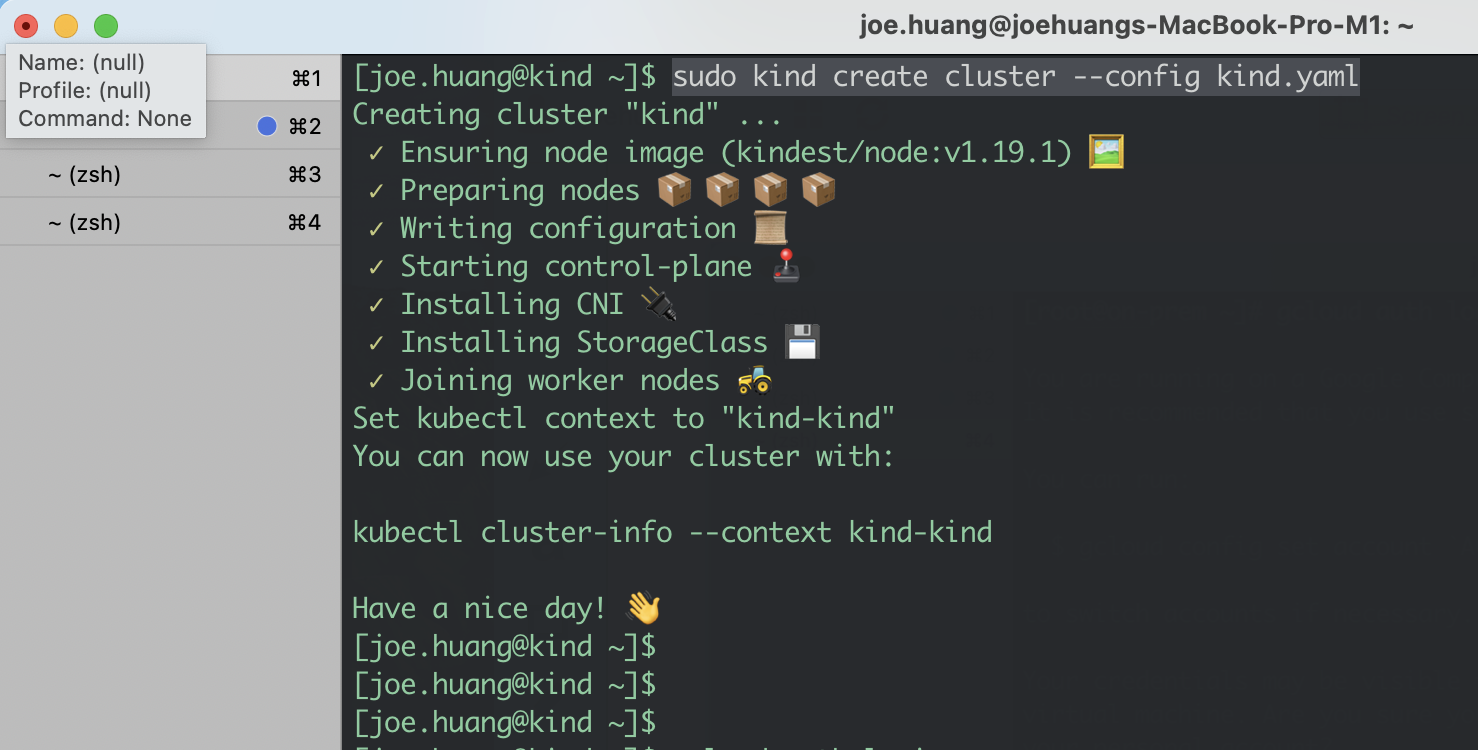 joe.huang@joehuangs-MacBook-Pro-M1: ~
Name: (null)
Profile: (null)
Command: None
⌘1
⌘2
~ (zsh) ⌘3
~ (zsh) ⌘4
[joe.huang@kind ~]$ sudo kind create cluster --config kind.yaml
Creating cluster "kind" ...
✓ Ensuring node image (kindest/node:v1.19.1) 🖼
✓ Preparing nodes 📦 📦 📦 📦
✓ Writing configuration 📜
✓ Starting control-plane 🕹️
✓ Installing CNI 🔌
✓ Installing StorageClass 💾
✓ Joining worker nodes 🚜
Set kubectl context to "kind-kind"
You can now use your cluster with:
kubectl cluster-info --context kind-kind
Have a nice day! 👋
[joe.huang@kind ~]$
[joe.huang@kind ~]$
[joe.huang@kind ~]$